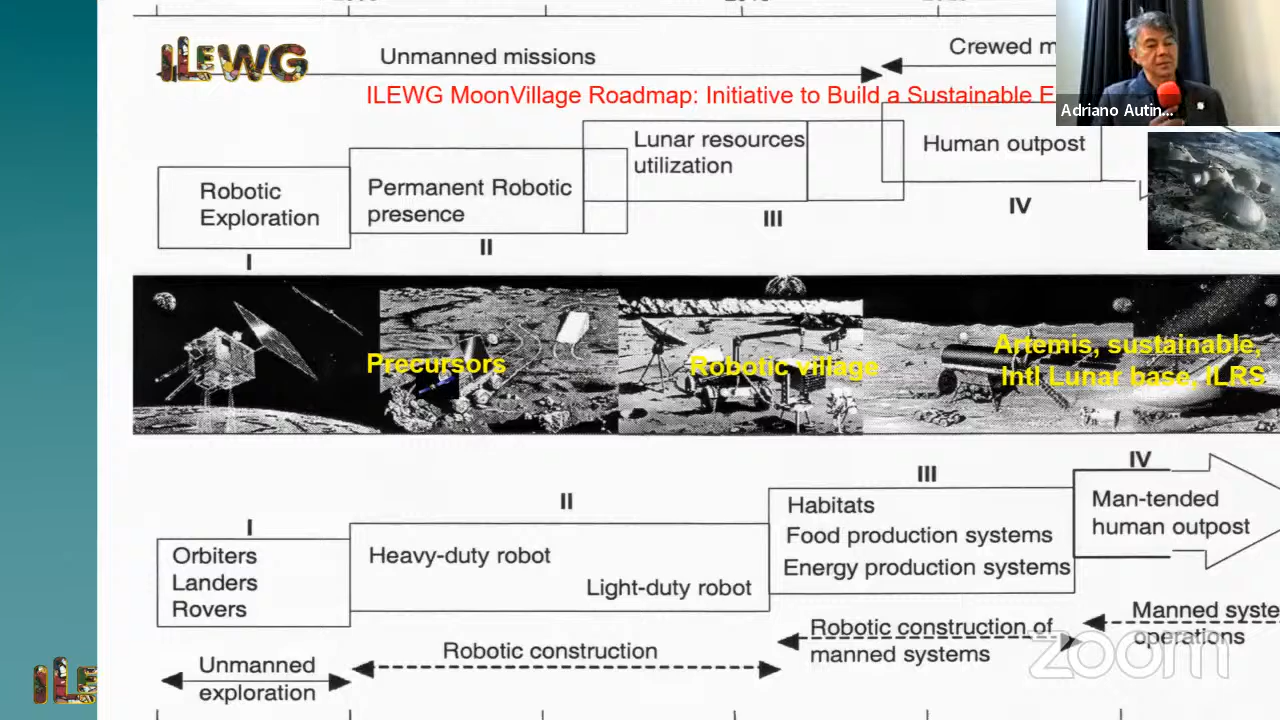 ILEWG
Unmanned missions
Crewed m
ILEWG MoonVillage Roadmap: Initiative to Build a Sustainable E
Adriano Autin...
Robotic
Exploration
I
Permanent Robotic
presence
II
Lunar resources
utilization
III
Human outpost
IV
Precursors
Robotic village
Artemis, sustainable,
Intl Lunar base, ILRS
I
Orbiters
Landers
Rovers
II
Heavy-duty robot
Light-duty robot
III
Habitats
Food production systems
Energy production systems
IV
Man-tended
human outpost
Unmanned
exploration
Robotic construction
Robotic construction of
manned systems
Manned syste
operations
zoom
ILE